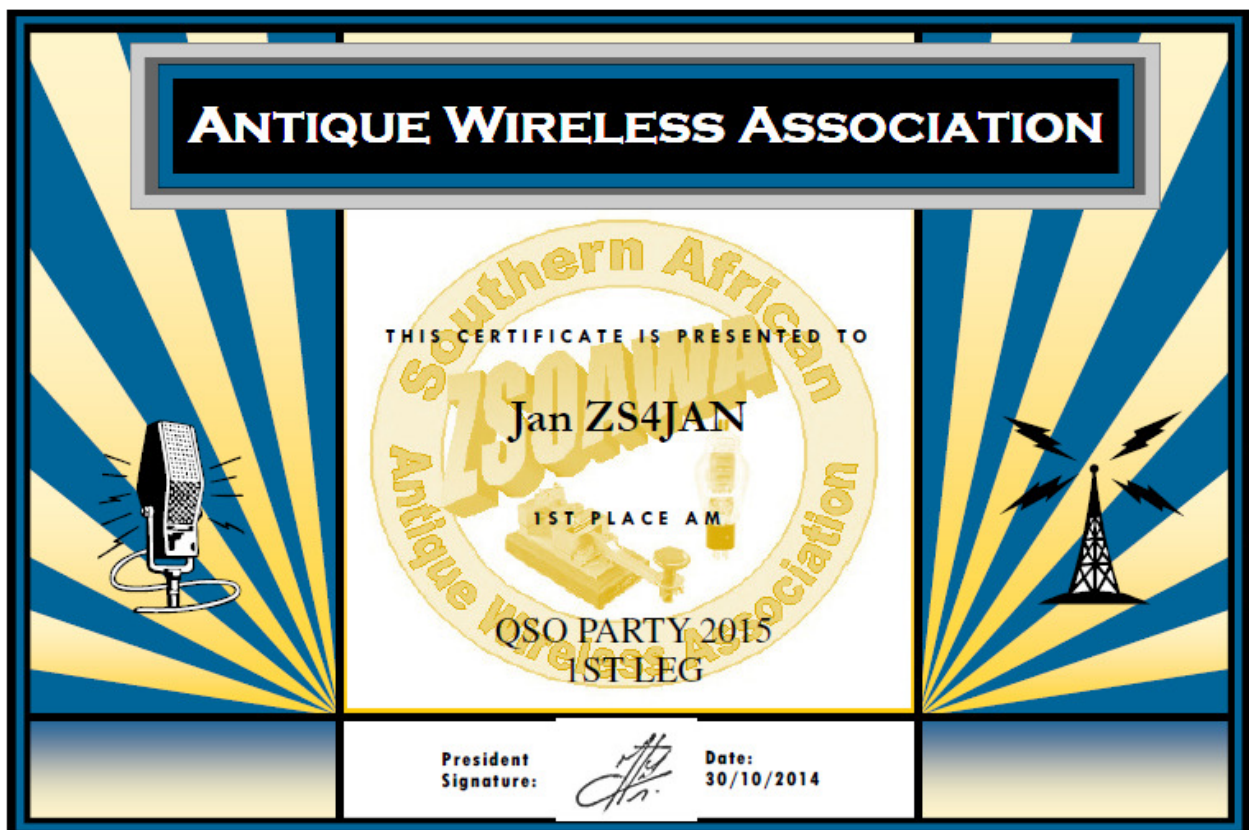 ANTIQUE WIRELESS ASSOCIATION
Southern African
THIS CERTIFICATE IS PRESENTED TO
ZS0AWA
Jan ZS4JAN
1ST PLACE AM
Antique Wireless Association
QSO PARTY 2015
1ST LEG
President
Signature:
Date:
30/10/2014